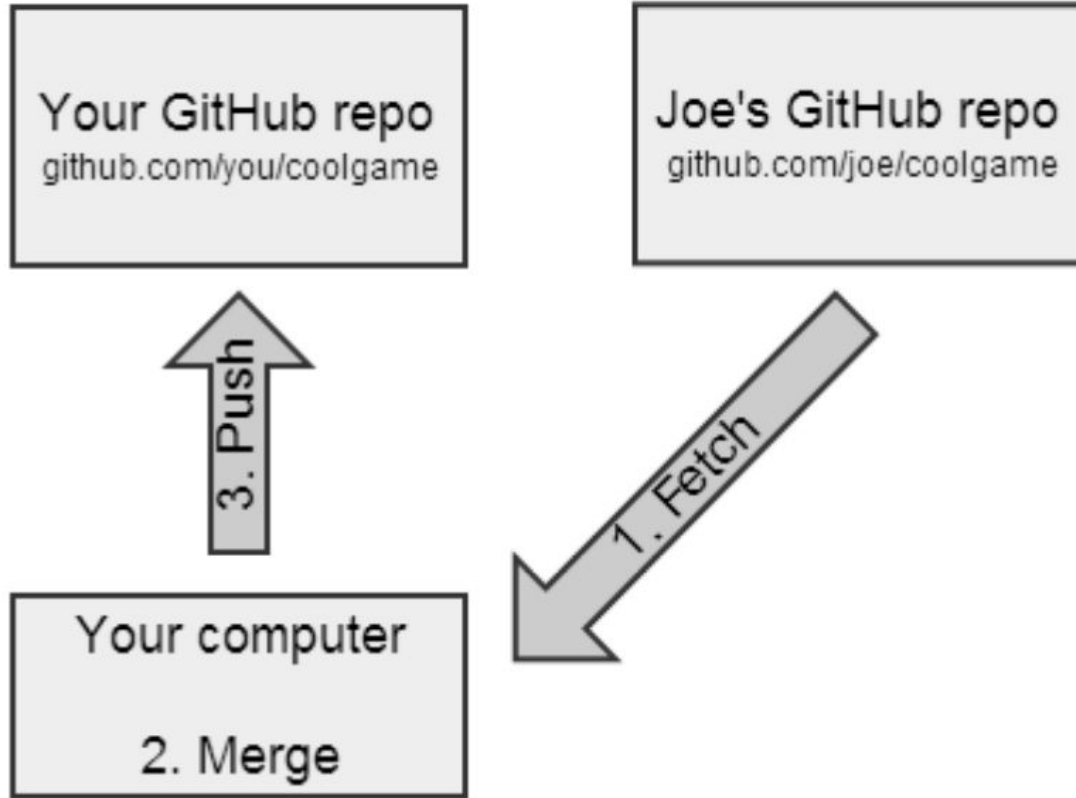 Your GitHub repo
github.com/you/coolgame
Joe's GitHub repo
github.com/joe/coolgame
3. Push
1. Fetch
Your computer
2. Merge